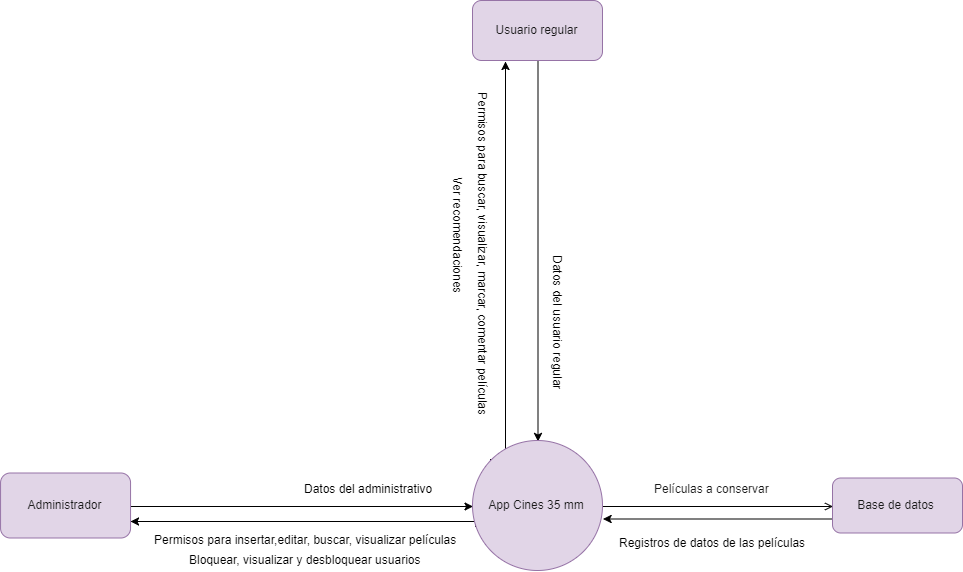 Usuario regular
Permisos para buscar, visualizar, marcar, comentar películas
Ver recomendaciones
Datos del usuario regular
Administrador
Datos del administrativo
App Cines 35 mm
Películas a conservar
Base de datos
Permisos para insertar,editar, buscar, visualizar películas
Bloquear, visualizar y desbloquear usuarios
Registros de datos de las películas